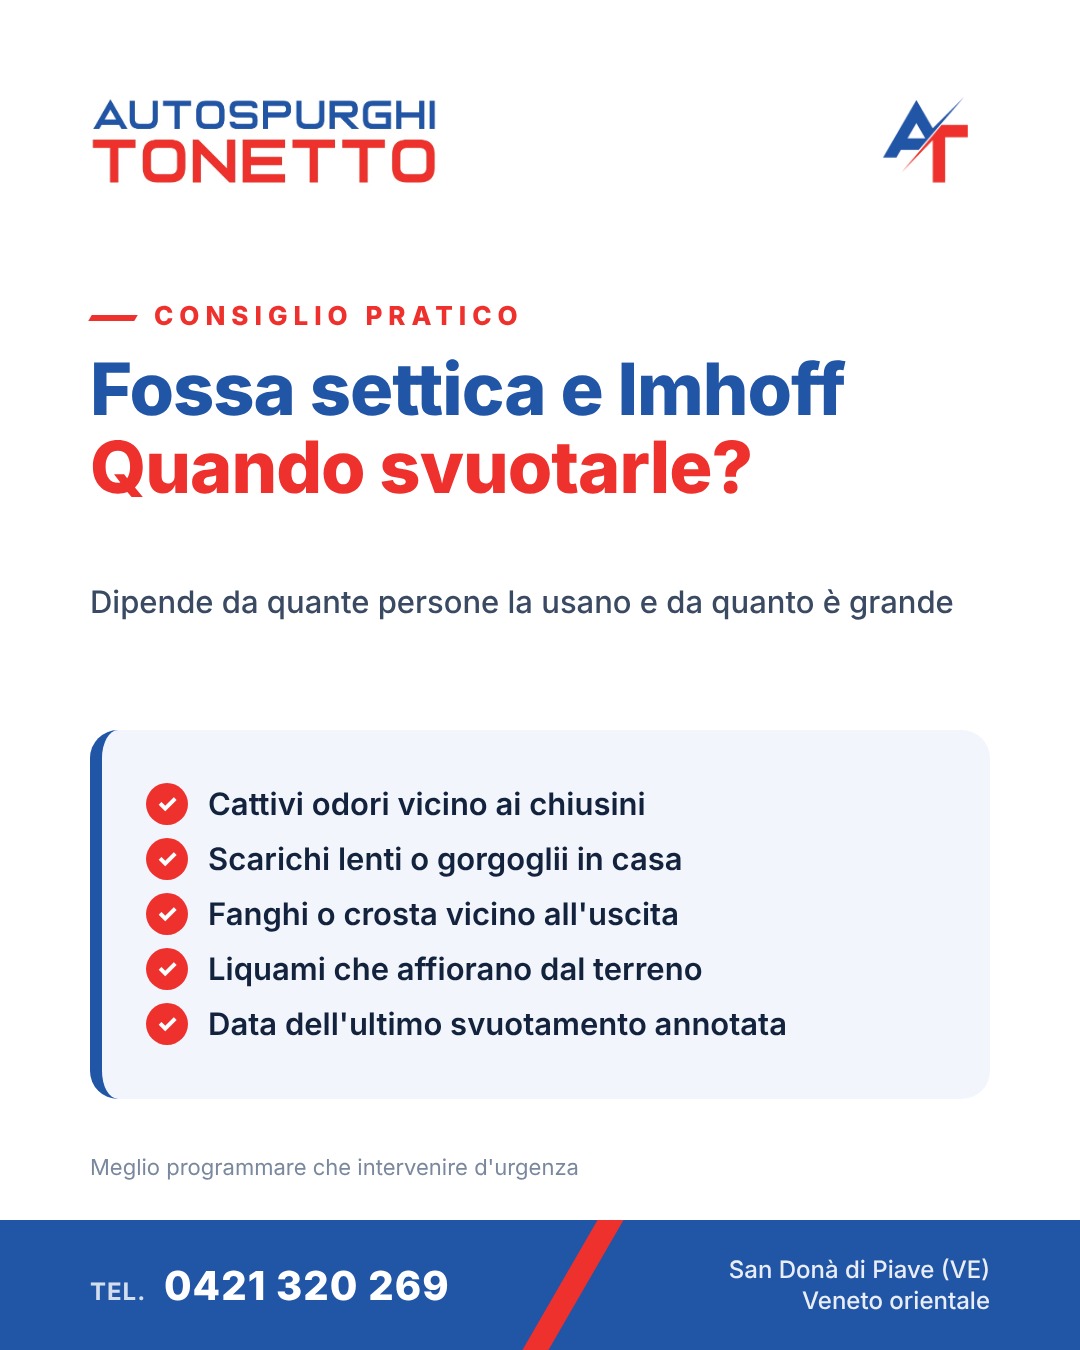 AUTOSPURGHI
TONETTO
AT
CONSIGLIO PRATICO
Fossa settica e Imhoff
Quando svuotarle?
Dipende da quante persone la usano e da quanto è grande
Cattivi odori vicino ai chiusini
Scarichi lenti o gorgoglii in casa
Fanghi o crosta vicino all'uscita
Liquami che affiorano dal terreno
Data dell'ultimo svuotamento annotata
Meglio programmare che intervenire d'urgenza
TEL. 0421 320 269
San Donà di Piave (VE)
Veneto orientale